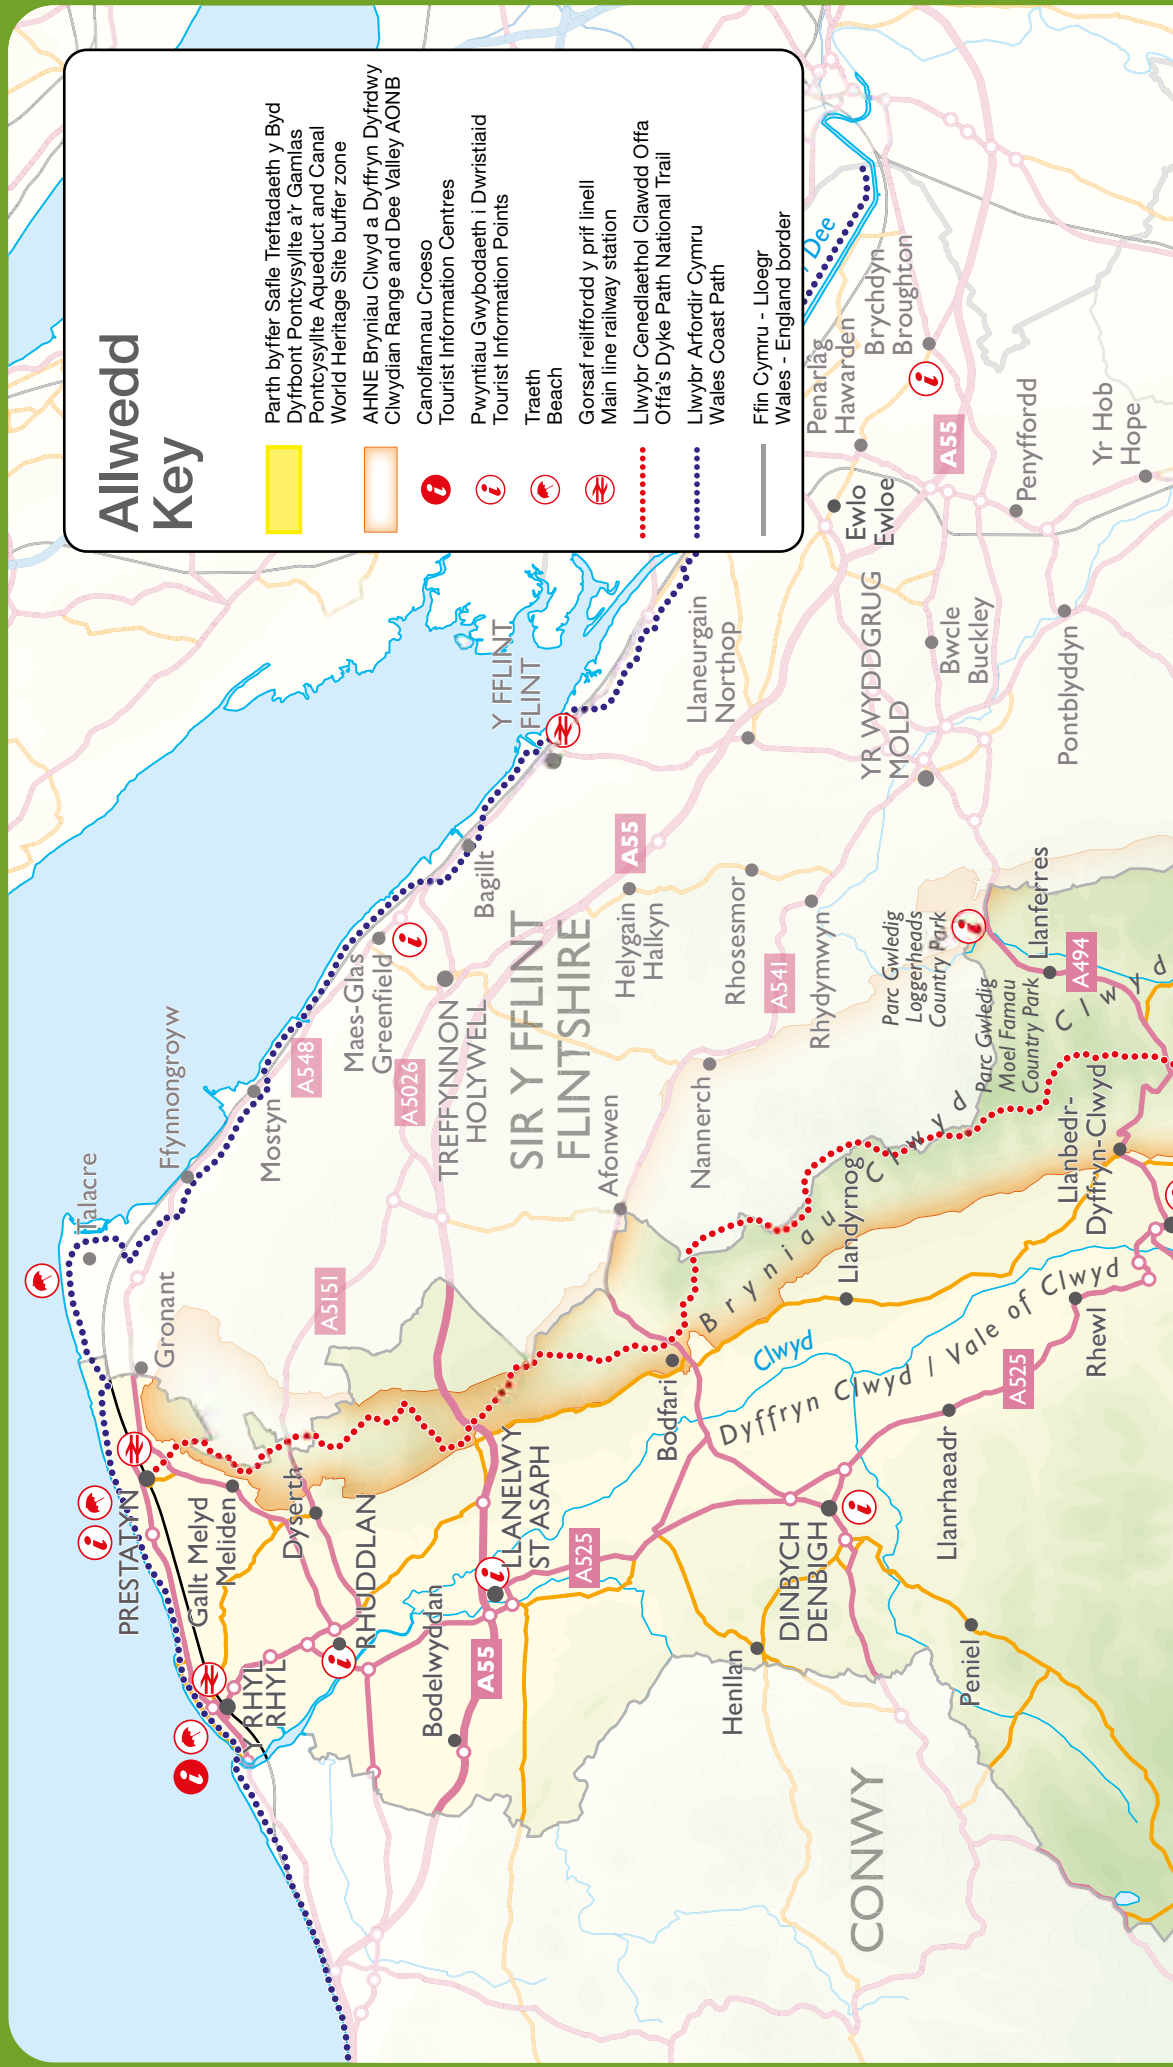 Allwedd
Key
Parth byffer Safle Treftadaeth y Byd
Dyfrbont Pontcysyllte a'r Gamlas
Pontcysyllte Aqueduct and Canal
World Heritage Site buffer zone
AHNE Bryniau Clwyd a Dyffryn Dyfrdwy
Clwydian Range and Dee Valley AONB
Canolfannau Croeso
Tourist Information Centres
Pwyntiau Gwybodaeth i Dwristiaid
Tourist Information Points
Traeth
Beach
Gorsaf reilffordd y prif linell
Main line railway station
Llwybr Cenedlaethol Clawdd Offa
Offa's Dyke Path National Trail
Llwybr Arfordir Cymru
Wales Coast Path
Ffin Cymru - Lloegr
Wales - England border
Talacre
Ffynnongroyw
Gronant
Mostyn
A548
Maes-Glas
Greenfield
A5026
TREFFYNNON
HOLYWELL
Bagillt
Y FFLINT
FLINT
SIR Y FFLINT
FLINTSHIRE
A5151
A55
Helygain
Halkyn
Llaneurgain
Northop
Rhosesmor
A541
Rhydymwyn
Afonwen
Nannerch
YR WYDDGRUG
MOLD
Bwcle
Buckley
Ewlo
Ewloe
Penarlâg
Hawarden
Brychdyn
Broughton
Dee
A55
Penyffordd
Yr Hob
Hope
Pontblyddyn
Parc Gwledig
Loggerheads
Country Park
Parc Gwledig
Moel Famau
Country Park
Llanferres
A494
Clwyd
Llanbedr-
Dyffryn-Clwyd
Bryniau Clwyd
Llandyrnog
Clwyd
Dyffryn Clwyd / Vale of Clwyd
Rhewl
A525
Bodfari
Llanrhaeadr
PRESTATYN
Gallt Melyd
Meliden
Dyserth
RHUDDLAN
Y RHYL
RHYL
Bodelwyddan
A55
LLANELWY
ST ASAPH
A525
DINBYCH
DENBIGH
Henllan
Peniel
CONWY